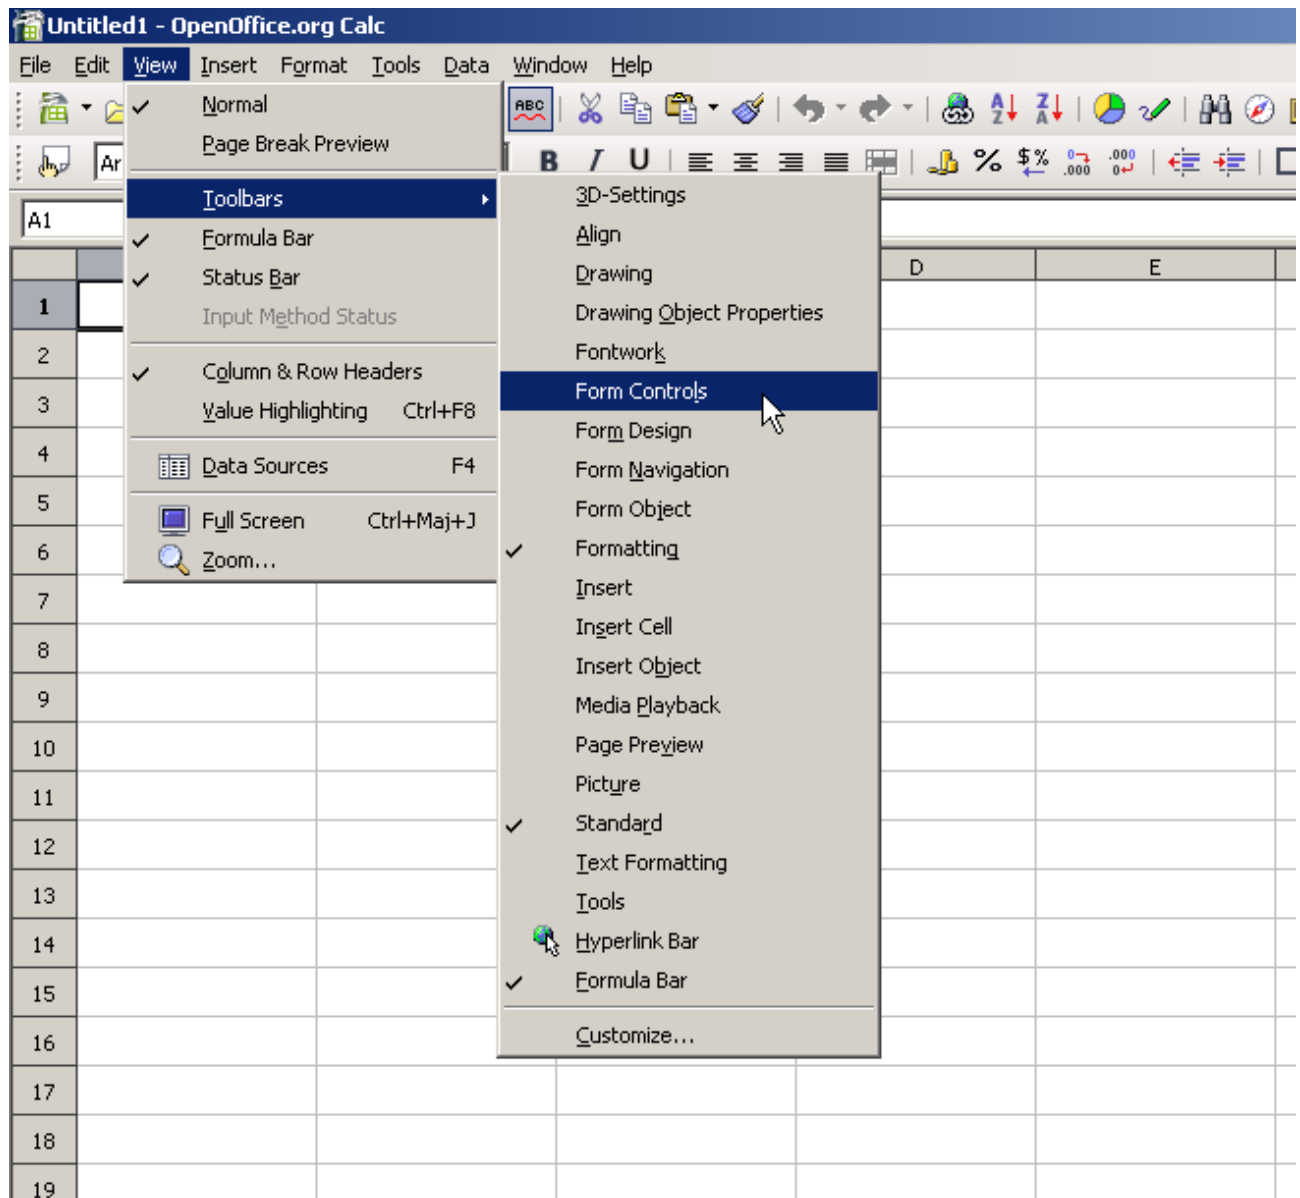 Untitled1 - OpenOffice.org Calc
File Edit View Insert Format Tools Data Window Help
Normal
ABC
Page Break Preview
Ar
B I U % $%
Toolbars
A1
Formula Bar
Status Bar
Input Method Status
Column & Row Headers
Value Highlighting Ctrl+F8
Data Sources F4
Full Screen Ctrl+Maj+J
Zoom...
3D-Settings
Align
Drawing
Drawing Object Properties
Fontwork
Form Controls
Form Design
Form Navigation
Form Object
Formatting
Insert
Insert Cell
Insert Object
Media Playback
Page Preview
Picture
Standard
Text Formatting
Tools
Hyperlink Bar
Formula Bar
Customize...
D E
1
2
3
4
5
6
7
8
9
10
11
12
13
14
15
16
17
18
19